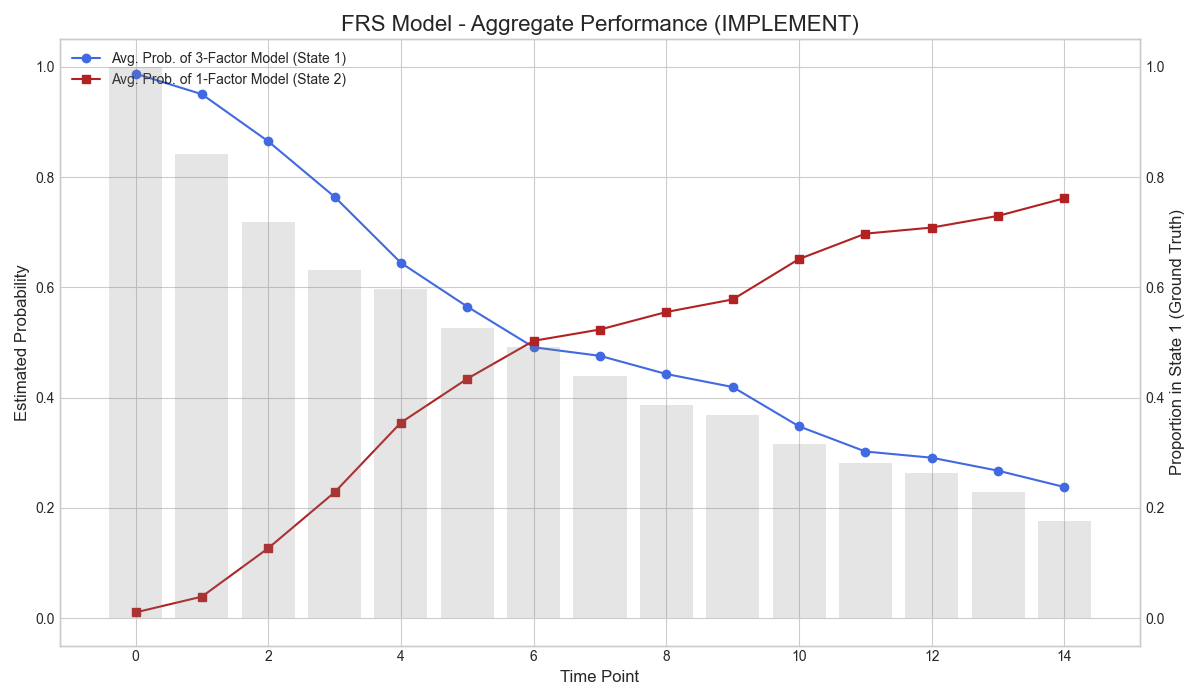 FRS Model - Aggregate Performance (IMPLEMENT)
Avg. Prob. of 3-Factor Model (State 1)
Avg. Prob. of 1-Factor Model (State 2)
Estimated Probability
1.0
0.8
0.6
0.4
0.2
0.0
1.0
0.8
0.6
0.4
0.2
0.0
Proportion in State 1 (Ground Truth)
0 2 4 6 8 10 12 14
Time Point